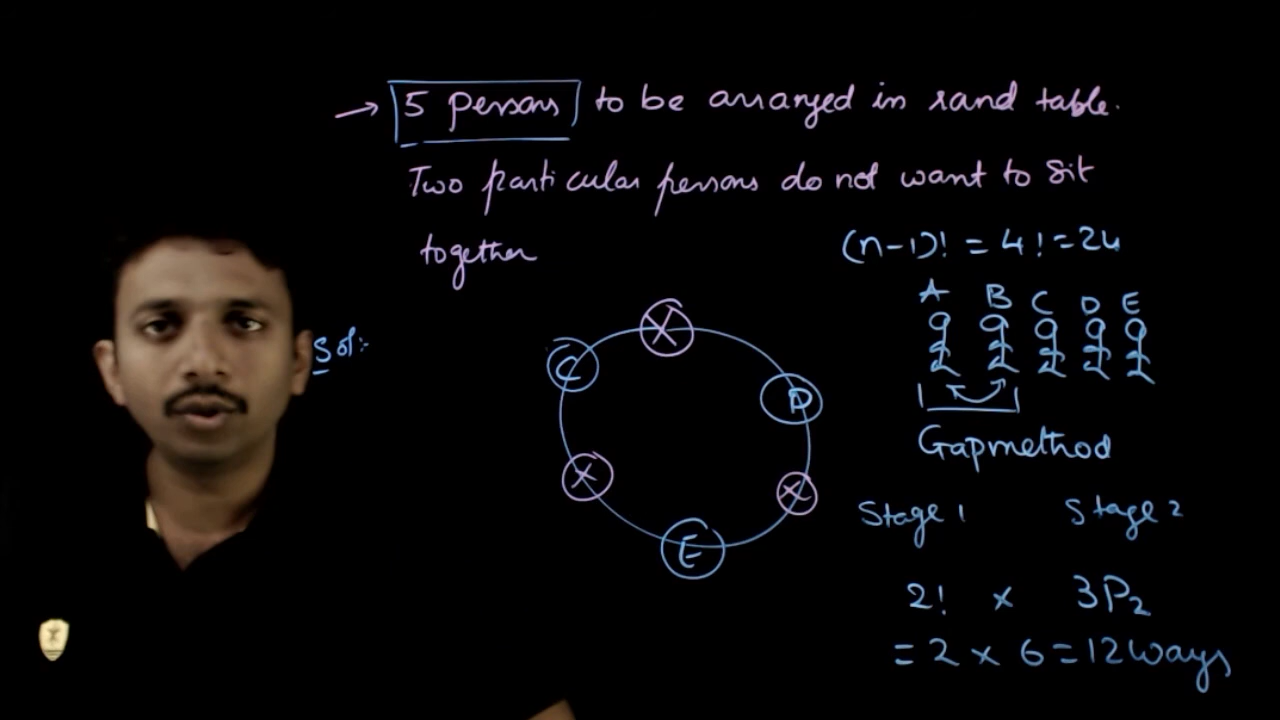 → 5 persons to be arranged in rand table.
Two particular persons do not want to sit
together
(n-1)! = 4! = 24
A B C D E
Sol:-
X
C
D
Gapmethod
X
X
Stage 1 Stage 2
E
2! x 3P₂
= 2 x 6 = 12 ways